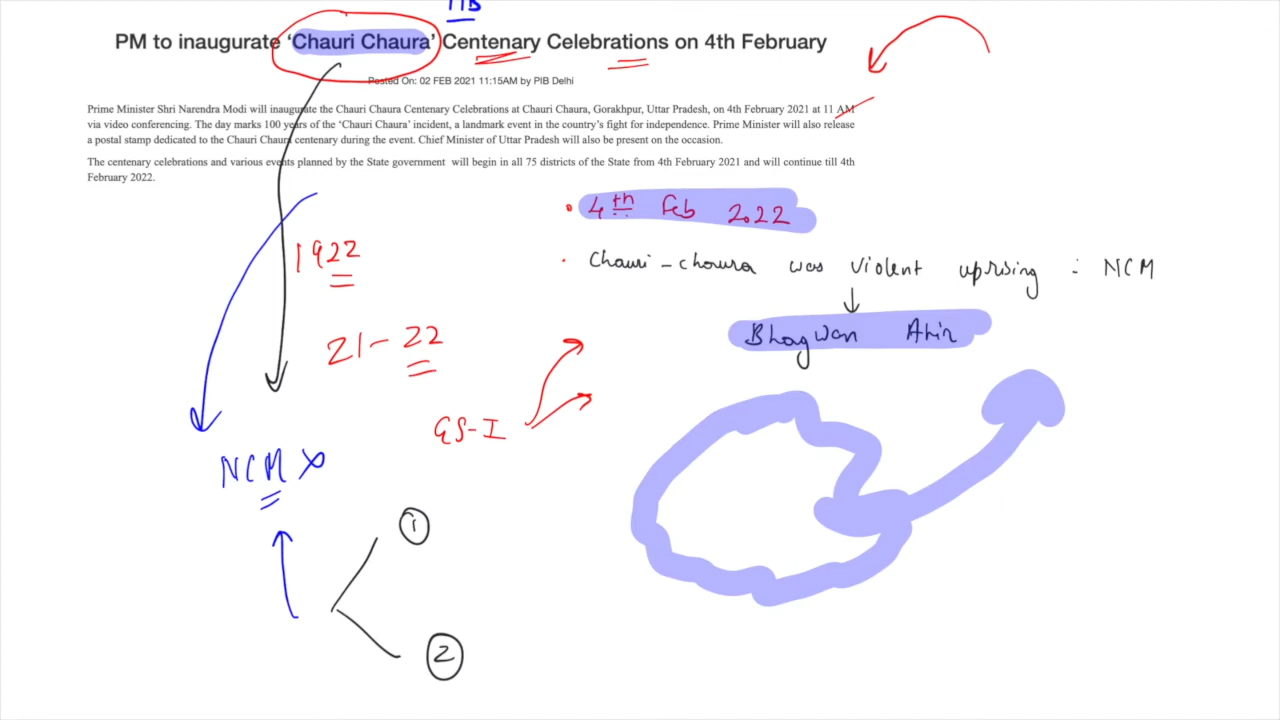 PIB
PM to inaugurate ‘Chauri Chaura’ Centenary Celebrations on 4th February
Posted On: 02 FEB 2021 11:15AM by PIB Delhi
Prime Minister Shri Narendra Modi will inaugurate the Chauri Chaura Centenary Celebrations at Chauri Chaura, Gorakhpur, Uttar Pradesh, on 4th February 2021 at 11 AM
via video conferencing. The day marks 100 years of the ‘Chauri Chaura’ incident, a landmark event in the country’s fight for independence. Prime Minister will also release
a postal stamp dedicated to the Chauri Chaura centenary during the event. Chief Minister of Uttar Pradesh will also be present on the occasion.
The centenary celebrations and various events planned by the State government will begin in all 75 districts of the State from 4th February 2021 and will continue till 4th
February 2022.
• 4th Feb 2022
1922
• Chauri-Chaura was violent uprising : NCM
21-22
Bhagwan Ahir
GS-I
NCM X
1
2